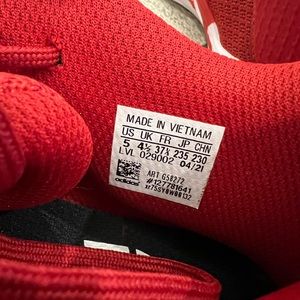 MADE IN VIETNAM
US UK FR JP CHN
5 4½ 37⅓ 235 230
LVL 029002 04/21
ART G58272
#127781641
adidas